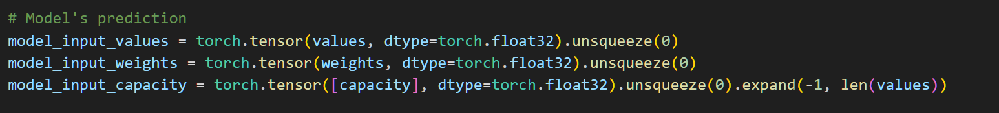 # Model's prediction
model_input_values = torch.tensor(values, dtype=torch.float32).unsqueeze(0)
model_input_weights = torch.tensor(weights, dtype=torch.float32).unsqueeze(0)
model_input_capacity = torch.tensor([capacity], dtype=torch.float32).unsqueeze(0).expand(-1, len(values))